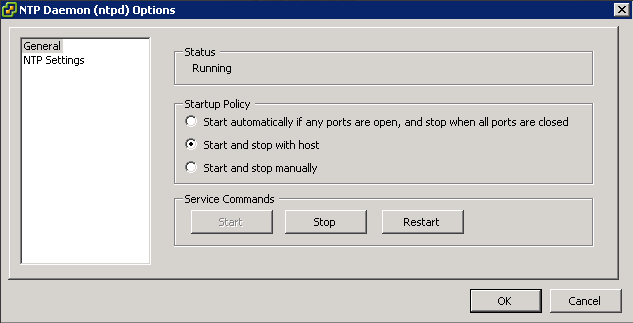 NTP Daemon (ntpd) Options
General
NTP Settings
Status
Running
Startup Policy
Start automatically if any ports are open, and stop when all ports are closed
Start and stop with host
Start and stop manually
Service Commands
Start
Stop
Restart
OK
Cancel